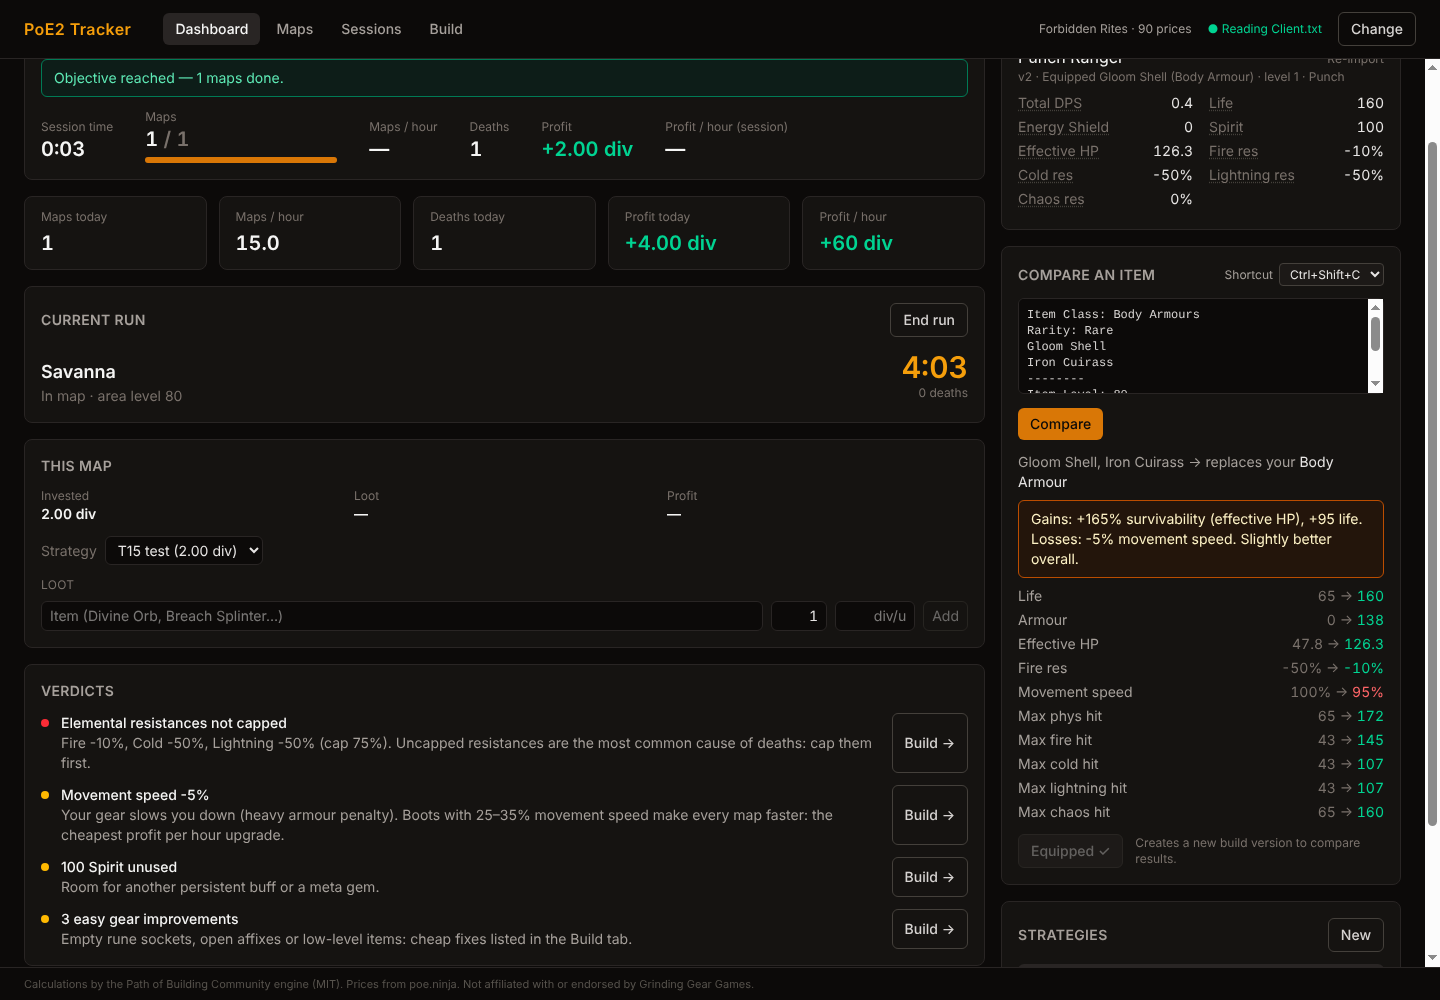 PoE2 Tracker
Dashboard
Maps
Sessions
Build
Forbidden Rites · 90 prices
Reading Client.txt
Change
Objective reached — 1 maps done.
Session time
0:03
Maps
1 / 1
Maps / hour
—
Deaths
1
Profit
+2.00 div
Profit / hour (session)
—
Maps today
1
Maps / hour
15.0
Deaths today
1
Profit today
+4.00 div
Profit / hour
+60 div
CURRENT RUN
End run
Savanna
In map · area level 80
4:03
0 deaths
THIS MAP
Invested
2.00 div
Loot
—
Profit
—
Strategy
T15 test (2.00 div)
LOOT
Item (Divine Orb, Breach Splinter...)
1
div/u
Add
VERDICTS
Elemental resistances not capped
Fire -10%, Cold -50%, Lightning -50% (cap 75%). Uncapped resistances are the most common cause of deaths: cap them
first.
Build →
Movement speed -5%
Your gear slows you down (heavy armour penalty). Boots with 25–35% movement speed make every map faster: the
cheapest profit per hour upgrade.
Build →
100 Spirit unused
Room for another persistent buff or a meta gem.
Build →
3 easy gear improvements
Empty rune sockets, open affixes or low-level items: cheap fixes listed in the Build tab.
Build →
Punch Ranger
Re-import
v2 · Equipped Gloom Shell (Body Armour) · level 1 · Punch
Total DPS 0.4
Life 160
Energy Shield 0
Spirit 100
Effective HP 126.3
Fire res -10%
Cold res -50%
Lightning res -50%
Chaos res 0%
COMPARE AN ITEM
Shortcut
Ctrl+Shift+C
Item Class: Body Armours
Rarity: Rare
Gloom Shell
Iron Cuirass
--------
Item Level: 80
Compare
Gloom Shell, Iron Cuirass → replaces your Body
Armour
Gains: +165% survivability (effective HP), +95 life.
Losses: -5% movement speed. Slightly better
overall.
Life 65 → 160
Armour 0 → 138
Effective HP 47.8 → 126.3
Fire res -50% → -10%
Movement speed 100% → 95%
Max phys hit 65 → 172
Max fire hit 43 → 145
Max cold hit 43 → 107
Max lightning hit 43 → 107
Max chaos hit 65 → 160
Equipped ✓
Creates a new build version to compare
results.
STRATEGIES
New
Calculations by the Path of Building Community engine (MIT). Prices from poe.ninja. Not affiliated with or endorsed by Grinding Gear Games.